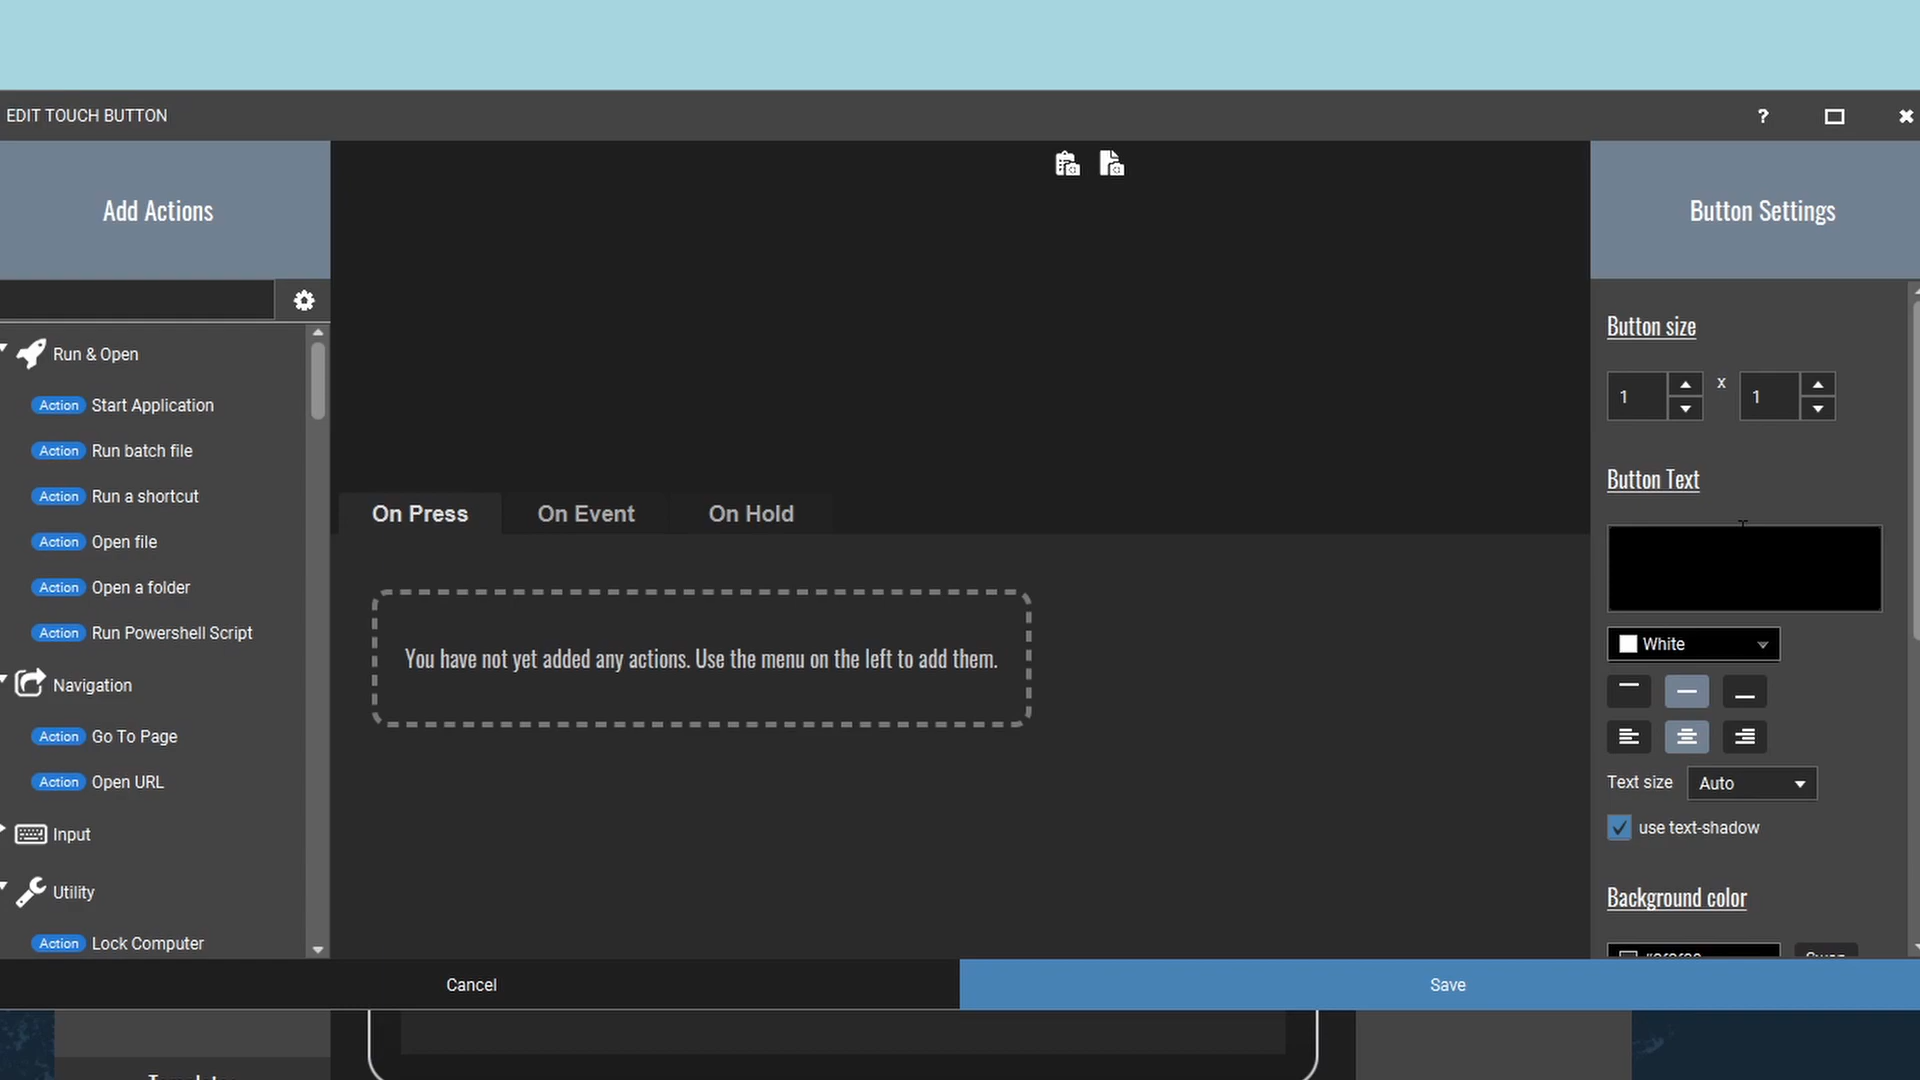 EDIT TOUCH BUTTON
?
Add Actions
Run & Open
Action Start Application
Action Run batch file
Action Run a shortcut
Action Open file
Action Open a folder
Action Run Powershell Script
Navigation
Action Go To Page
Action Open URL
Input
Utility
Action Lock Computer
On Press On Event On Hold
You have not yet added any actions. Use the menu on the left to add them.
Button Settings
Button size
1 x 1
Button Text
White
Text size Auto
use text-shadow
Background color
Cancel
Save